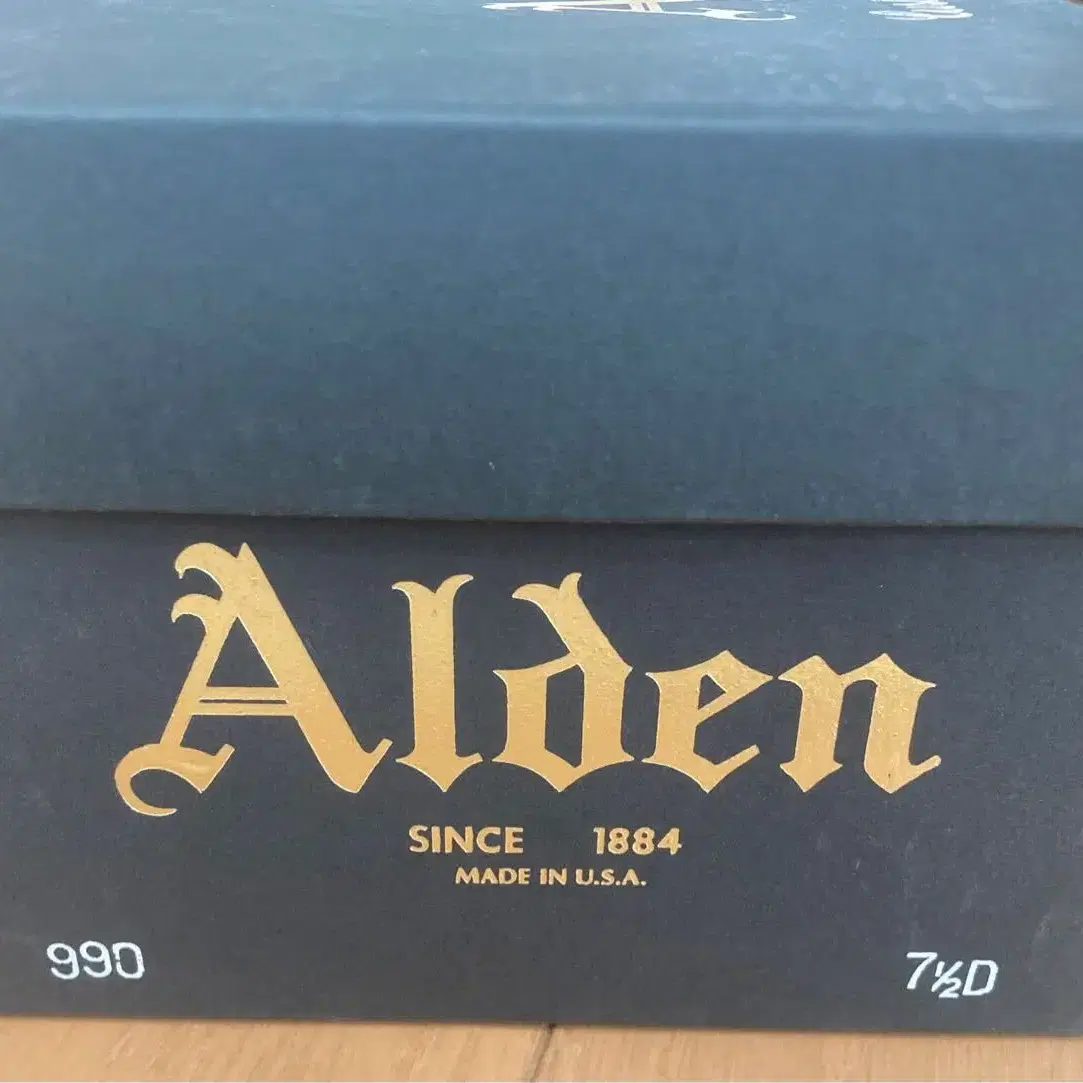 Alden
SINCE 1884
MADE IN U.S.A.
990 7½D